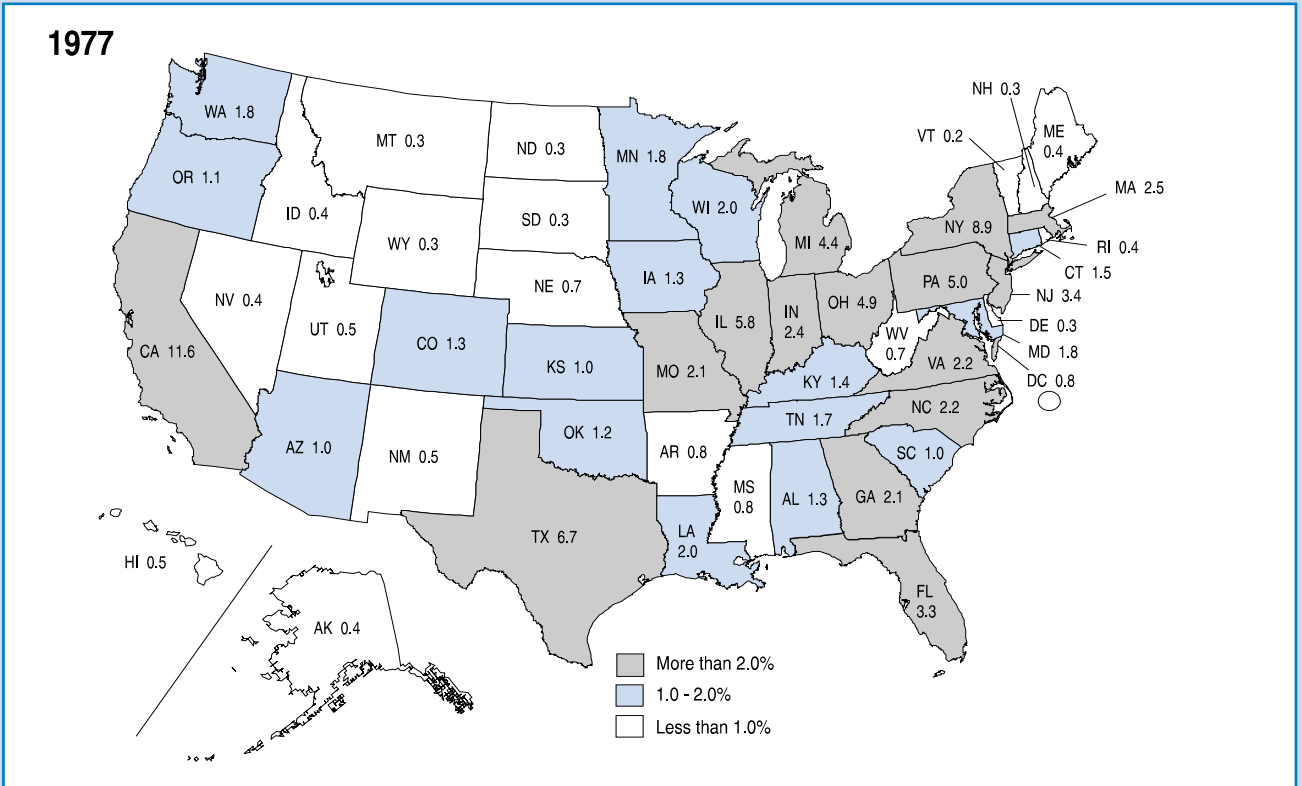 1977
NH 0.3
WA 1.8
VT 0.2
ME
0.4
MT 0.3
ND 0.3
MN 1.8
OR 1.1
MA 2.5
ID 0.4
SD 0.3
WI 2.0
NY 8.9
WY 0.3
MI 4.4
RI 0.4
CT 1.5
IA 1.3
PA 5.0
NE 0.7
NJ 3.4
NV 0.4
OH 4.9
UT 0.5
IL 5.8
IN
2.4
DE 0.3
WV
0.7
CO 1.3
CA 11.6
MD 1.8
KS 1.0
MO 2.1
VA 2.2
DC 0.8
KY 1.4
NC 2.2
TN 1.7
OK 1.2
AZ 1.0
NM 0.5
AR 0.8
SC 1.0
MS
0.8
AL 1.3
GA 2.1
TX 6.7
LA
2.0
HI 0.5
FL
3.3
AK 0.4
More than 2.0%
1.0 - 2.0%
Less than 1.0%